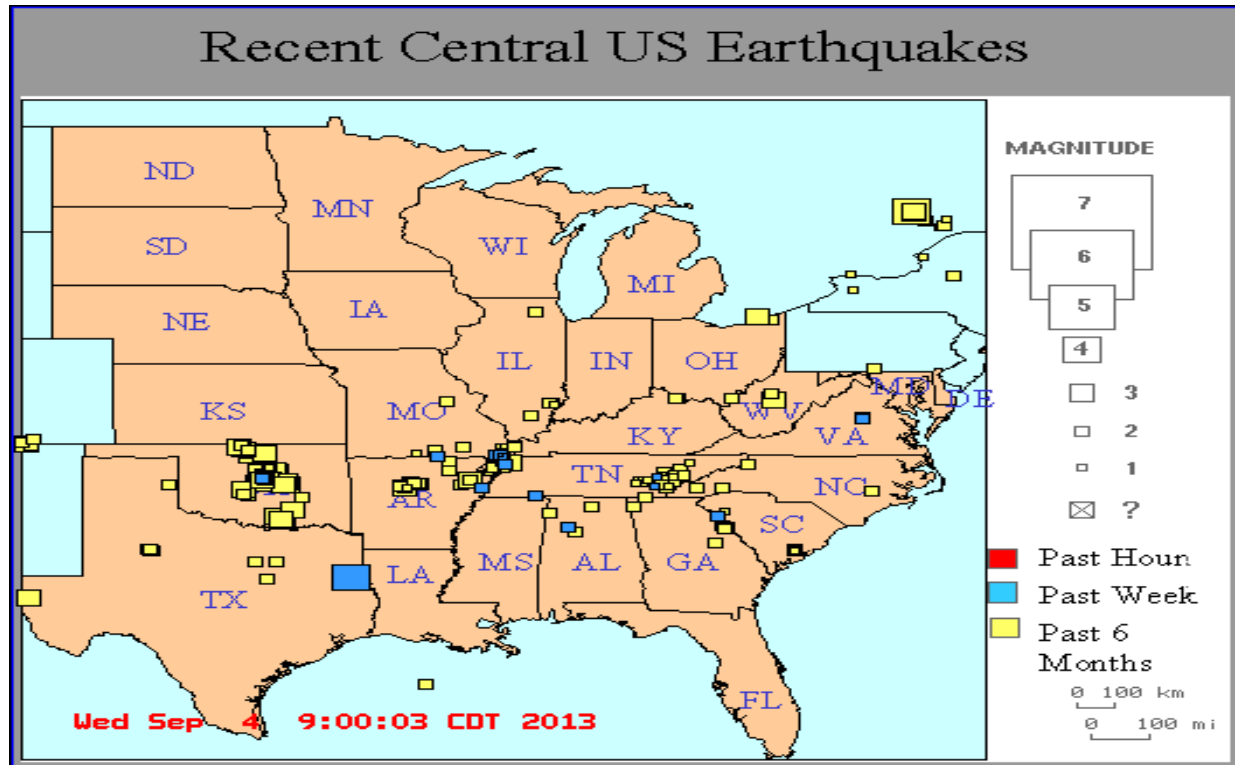 Recent Central US Earthquakes
ND
MN
SD
WI
MI
NE
IA
IL
IN
OH
MD
DE
KS
MO
WV
KY
VA
TN
NC
AR
SC
MS
AL
GA
LA
TX
FL
Wed Sep 4 9:00:03 CDT 2013
MAGNITUDE
7
6
5
4
3
2
1
?
Past Houn
Past Week
Past 6
Months
0 100 km
0 100 mi